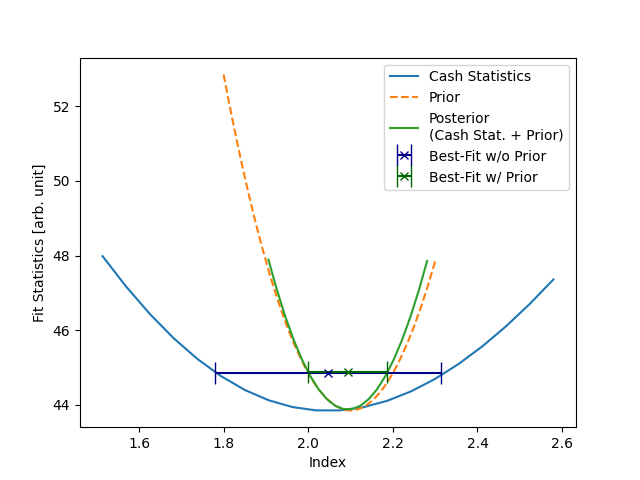 Cash Statistics
Prior
Posterior
(Cash Stat. + Prior)
Best-Fit w/o Prior
Best-Fit w/ Prior
Fit Statistics [arb. unit]
52
50
48
46
44
1.6
1.8
2.0
2.2
2.4
2.6
Index